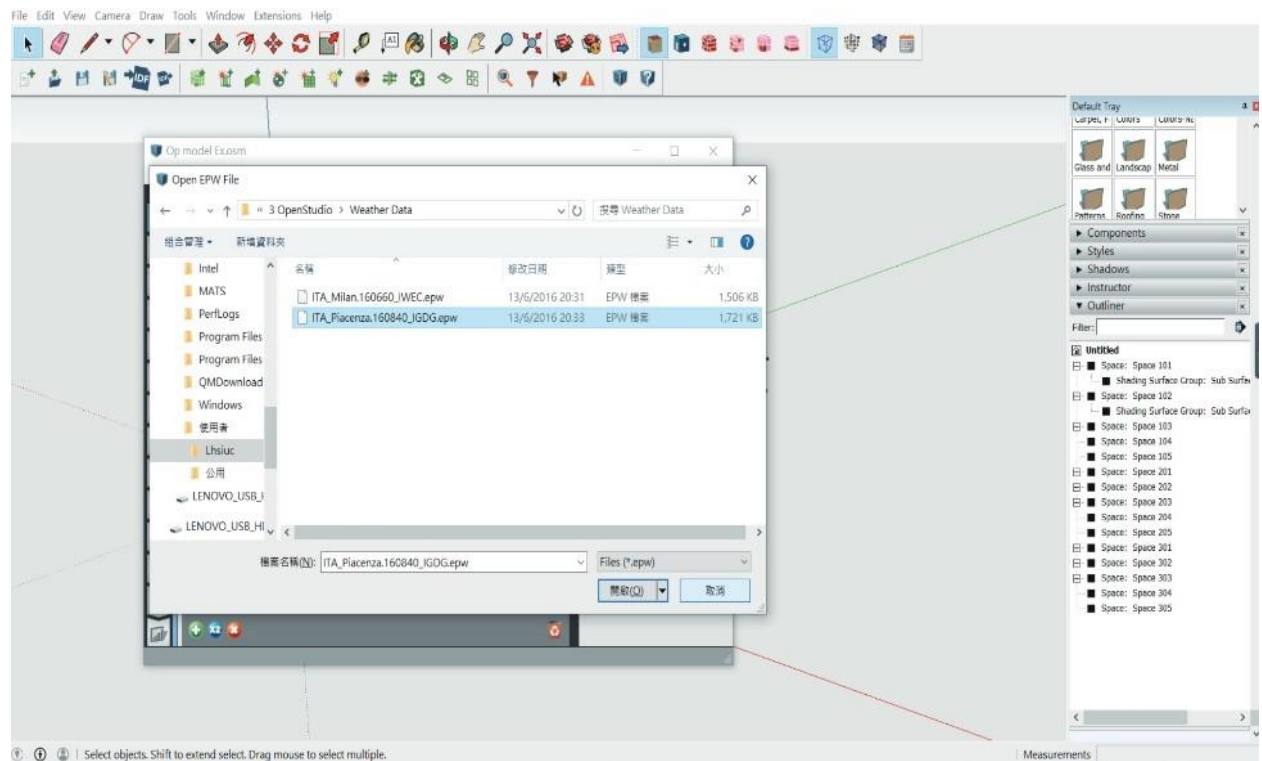 File Edit View Camera Draw Tools Window Extensions Help
Default Tray
Carpet, F Colors Colors-Na
Glass and Landscap Metal
Patterns Roofing Stone
Components
Styles
Shadows
Instructor
Outliner
Filter:
Untitled
Space: Space 101
Shading Surface Group: Sub Surfa
Space: Space 102
Shading Surface Group: Sub Surfa
Space: Space 103
Space: Space 104
Space: Space 105
Space: Space 201
Space: Space 202
Space: Space 203
Space: Space 204
Space: Space 205
Space: Space 301
Space: Space 302
Space: Space 303
Space: Space 304
Space: Space 305
Op model Ex.osm
Open EPW File
« 3 OpenStudio > Weather Data
搜尋 Weather Data
組合管理 新增資料夾
Intel
MATS
PerfLogs
Program Files
Program Files
QMDownload
Windows
使用者
Lhsiuc
公用
LENOVO_USB_H
LENOVO_USB_HI
名稱 修改日期 類型 大小
ITA_Milan.160660_IWEC.epw 13/6/2016 20:31 EPW 檔案 1,506 KB
ITA_Piacenza.160840_IGDG.epw 13/6/2016 20:33 EPW 檔案 1,721 KB
檔案名稱(N): ITA_Piacenza.160840_IGDG.epw Files (*.epw)
開啟(O) 取消
Select objects. Shift to extend select. Drag mouse to select multiple.
Measurements